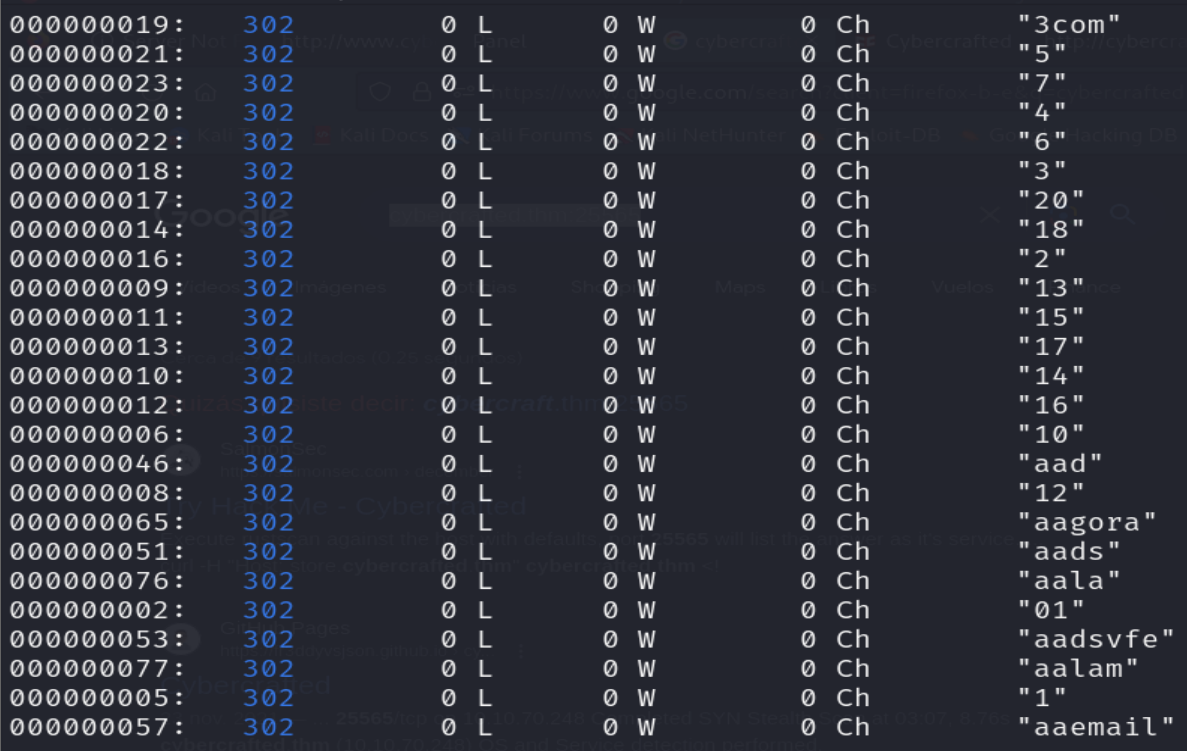 000000019: 302 0 L 0 W 0 Ch "3com"
000000021: 302 0 L 0 W 0 Ch "5"
000000023: 302 0 L 0 W 0 Ch "7"
000000020: 302 0 L 0 W 0 Ch "4"
000000022: 302 0 L 0 W 0 Ch "6"
000000018: 302 0 L 0 W 0 Ch "3"
000000017: 302 0 L 0 W 0 Ch "20"
000000014: 302 0 L 0 W 0 Ch "18"
000000016: 302 0 L 0 W 0 Ch "2"
000000009: 302 0 L 0 W 0 Ch "13"
000000011: 302 0 L 0 W 0 Ch "15"
000000013: 302 0 L 0 W 0 Ch "17"
000000010: 302 0 L 0 W 0 Ch "14"
000000012: 302 0 L 0 W 0 Ch "16"
000000006: 302 0 L 0 W 0 Ch "10"
000000046: 302 0 L 0 W 0 Ch "aad"
000000008: 302 0 L 0 W 0 Ch "12"
000000065: 302 0 L 0 W 0 Ch "aagora"
000000051: 302 0 L 0 W 0 Ch "aads"
000000076: 302 0 L 0 W 0 Ch "aala"
000000002: 302 0 L 0 W 0 Ch "01"
000000053: 302 0 L 0 W 0 Ch "aadsvfe"
000000077: 302 0 L 0 W 0 Ch "aalam"
000000005: 302 0 L 0 W 0 Ch "1"
000000057: 302 0 L 0 W 0 Ch "aaemail"